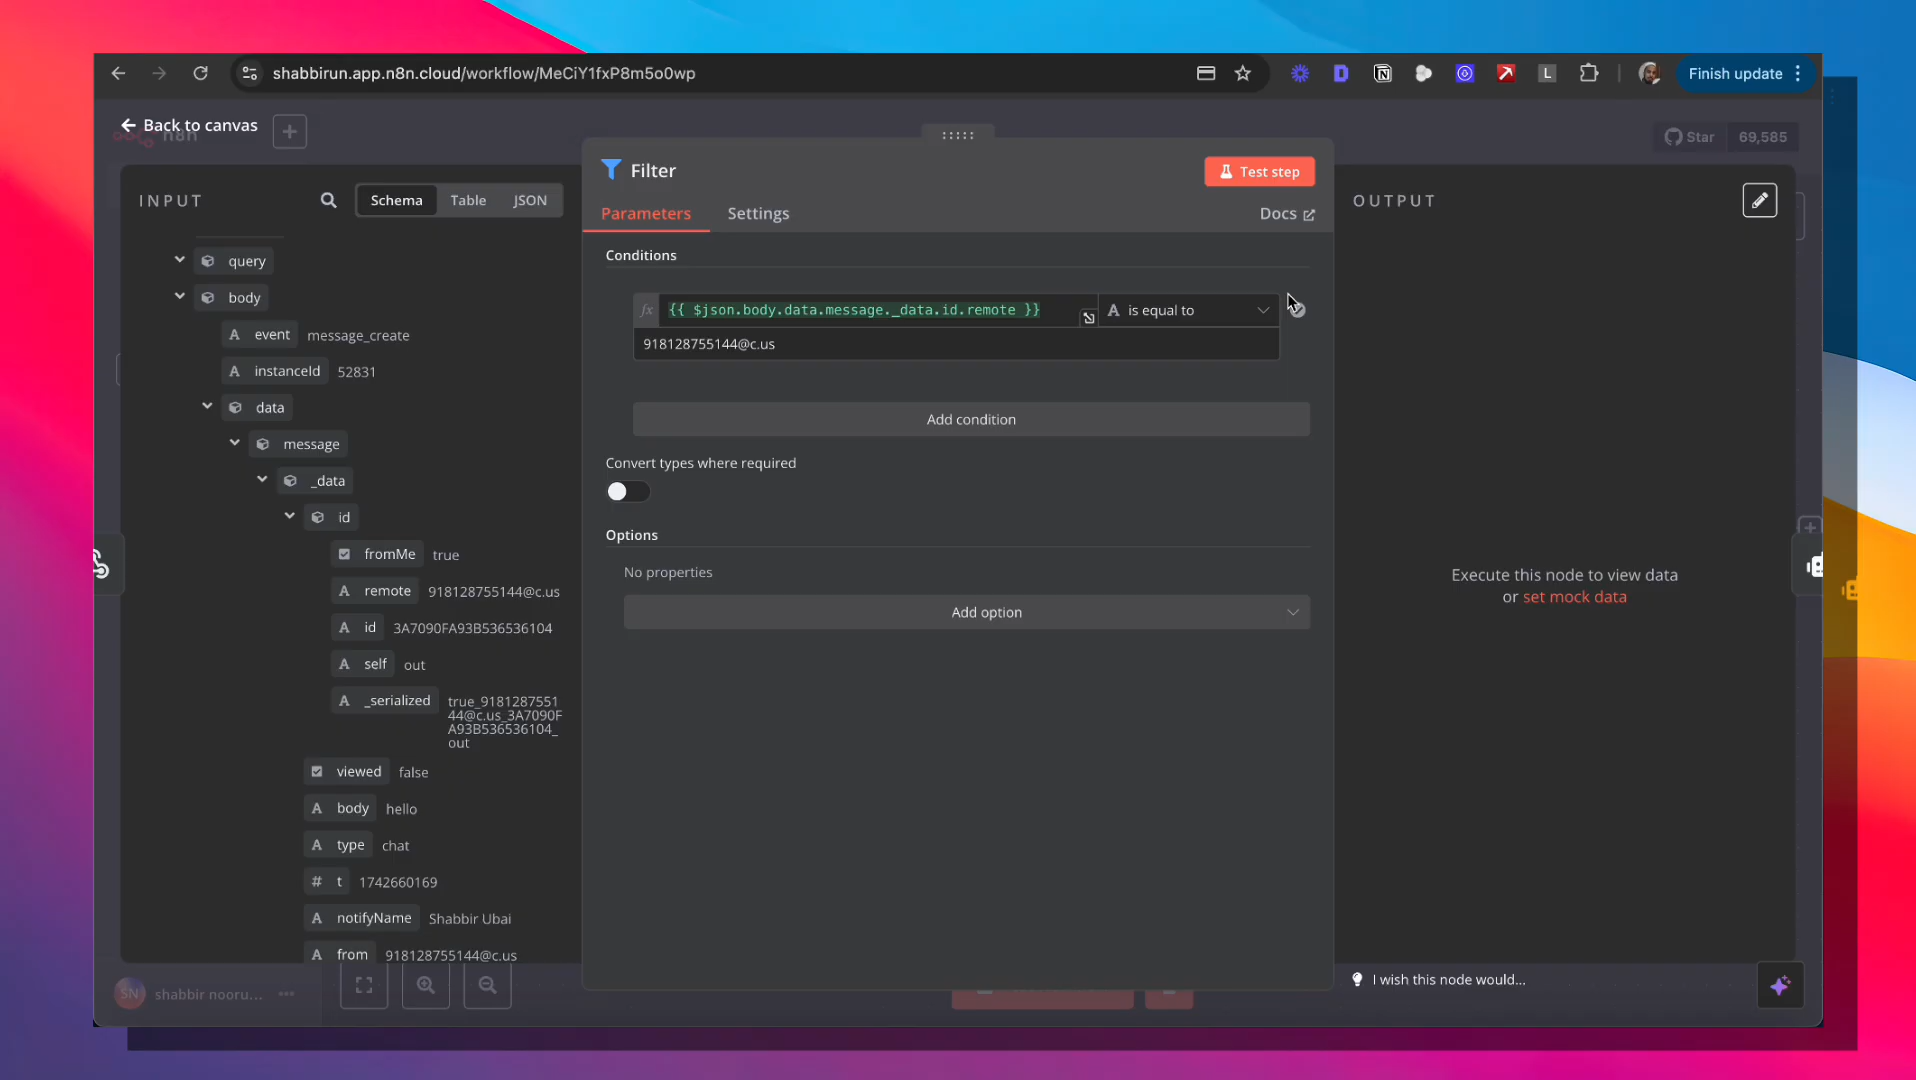 shabbirun.app.n8n.cloud/workflow/MeCiY1fxP8m5o0wp
Finish update
Back to canvas
n8n
Star 69,585
INPUT
Schema
Table
JSON
query
body
A event message_create
A instanceId 52831
data
message
_data
id
fromMe true
A remote 918128755144@c.us
A id 3A7090FA93B536536104
A self out
A _serialized true_9181287551
44@c.us_3A7090F
A93B536536104_
out
viewed false
A body hello
A type chat
# t 1742660169
A notifyName Shabbir Ubai
A from 918128755144@c.us
SN shabbir nooru...
Filter
Test step
Parameters
Settings
Docs
Conditions
fx {{ $json.body.data.message._data.id.remote }}
A is equal to
918128755144@c.us
Add condition
Convert types where required
Options
No properties
Add option
OUTPUT
Execute this node to view data
or set mock data
I wish this node would...
L